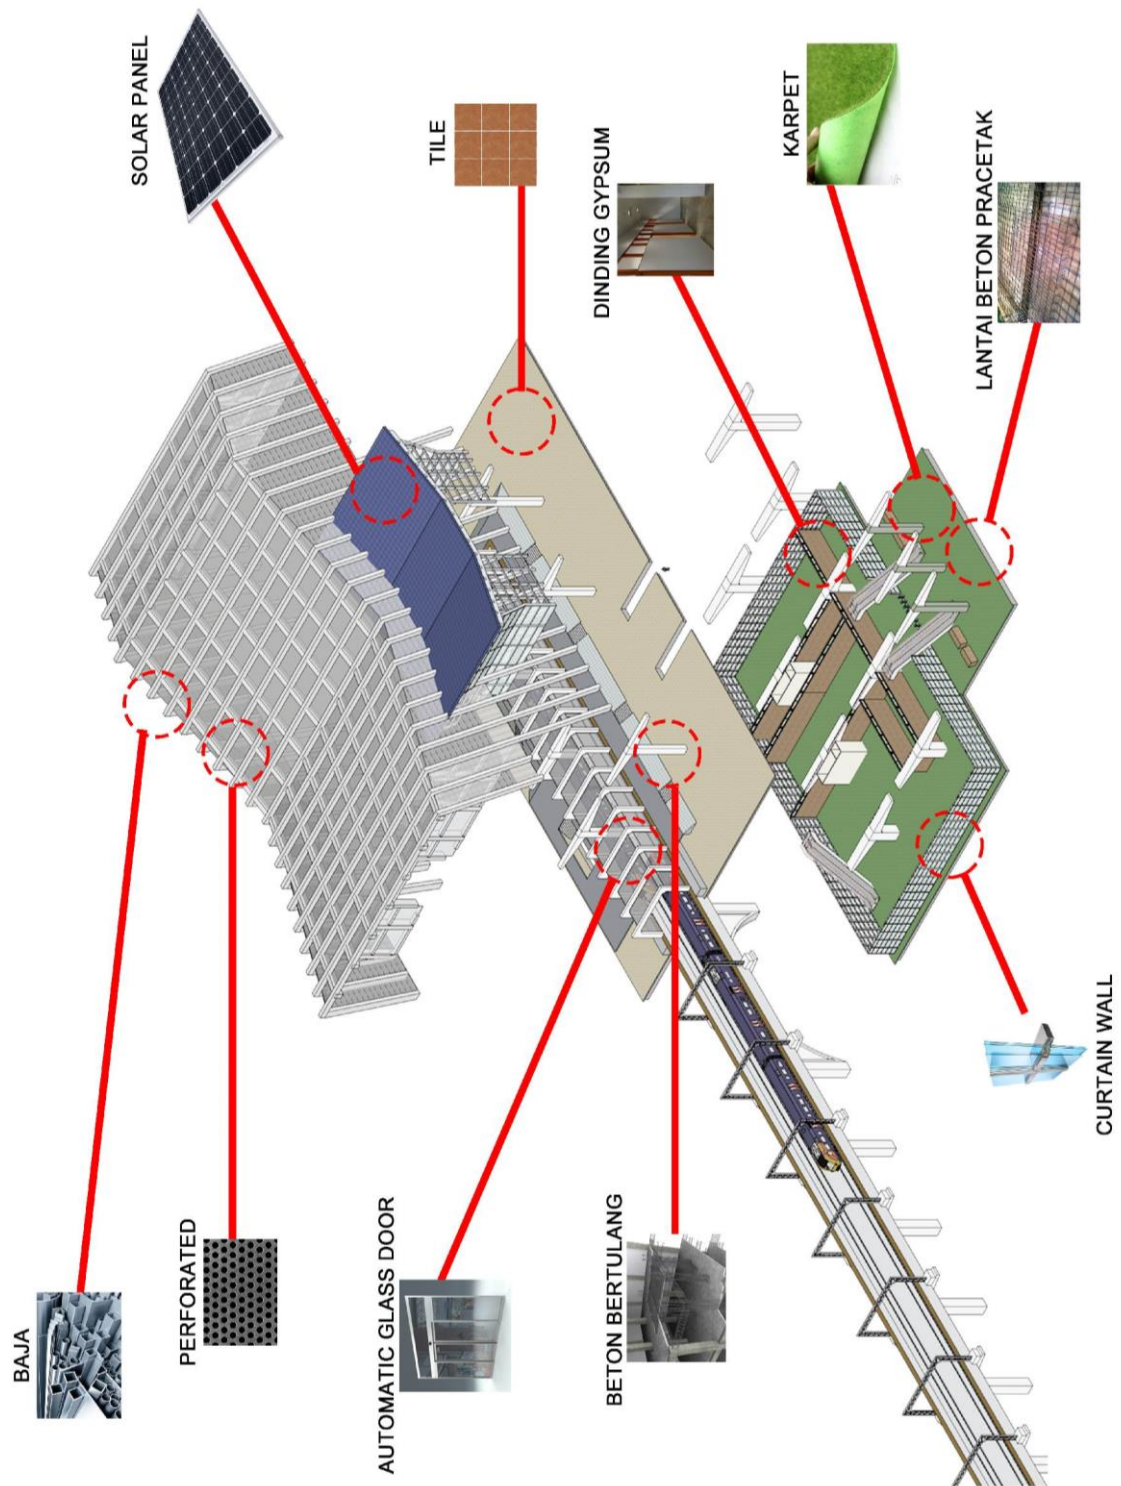 BAJA
PERFORATED
SOLAR PANEL
AUTOMATIC GLASS DOOR
TILE
BETON BERTULANG
DINDING GYPSUM
KARPET
LANTAI BETON PRACETAK
CURTAIN WALL